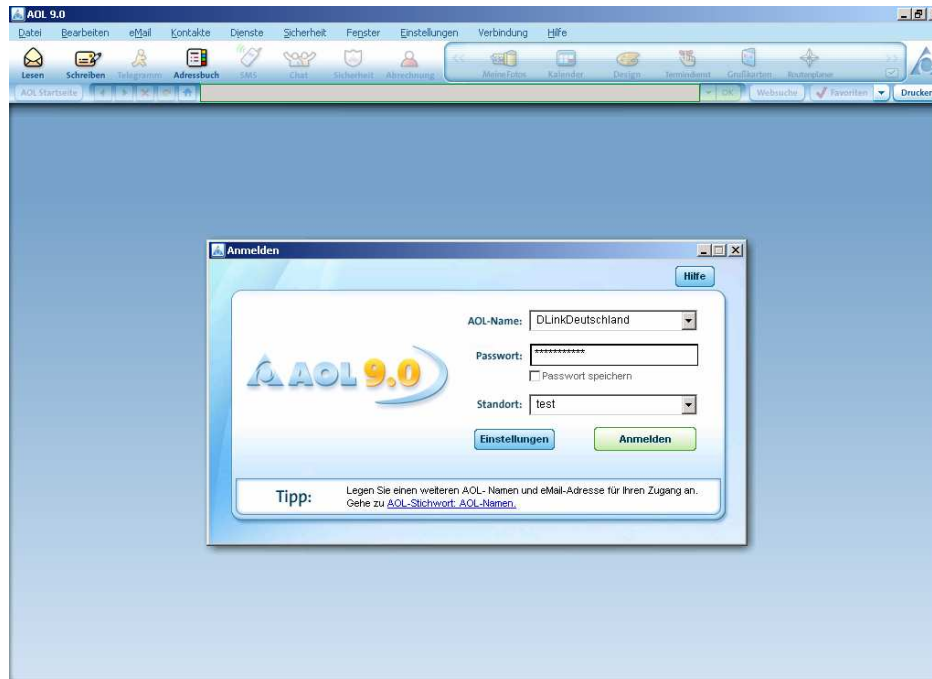 AOL 9.0
Datei Bearbeiten eMail Kontakte Dienste Sicherheit Fenster Einstellungen Verbindung Hilfe
Lesen Schreiben Telegramm Adressbuch SMS Chat Sicherheit Abrechnung Meine Fotos Kalender Design Termindienst Grußkarten Routenplaner
AOL Startseite OK Websuche Favoriten Drucken
Anmelden
Hilfe
AOL-Name: DLinkDeutschland
Passwort: ***********
Passwort speichern
AOL 9.0
Standort: test
Einstellungen Anmelden
Tipp: Legen Sie einen weiteren AOL- Namen und eMail-Adresse für Ihren Zugang an.
Gehe zu AOL-Stichwort: AOL-Namen.